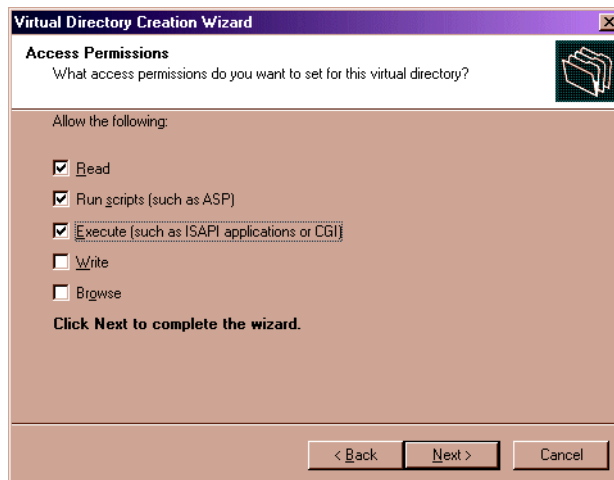 Virtual Directory Creation Wizard
Access Permissions
What access permissions do you want to set for this virtual directory?
Allow the following:
Read
Run scripts (such as ASP)
Execute (such as ISAPI applications or CGI)
Write
Browse
Click Next to complete the wizard.
< Back
Next >
Cancel